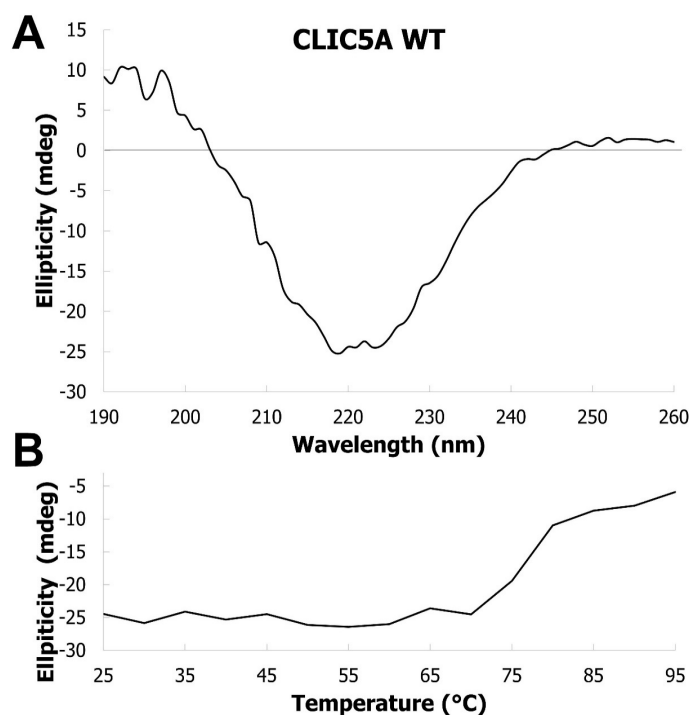 A
CLIC5A WT
Ellipticity (mdeg)
15
10
5
0
-5
-10
-15
-20
-25
-30
190 200 210 220 230 240 250 260
Wavelength (nm)
B
Ellpiticity (mdeg)
-5
-10
-15
-20
-25
-30
25 35 45 55 65 75 85 95
Temperature (°C)